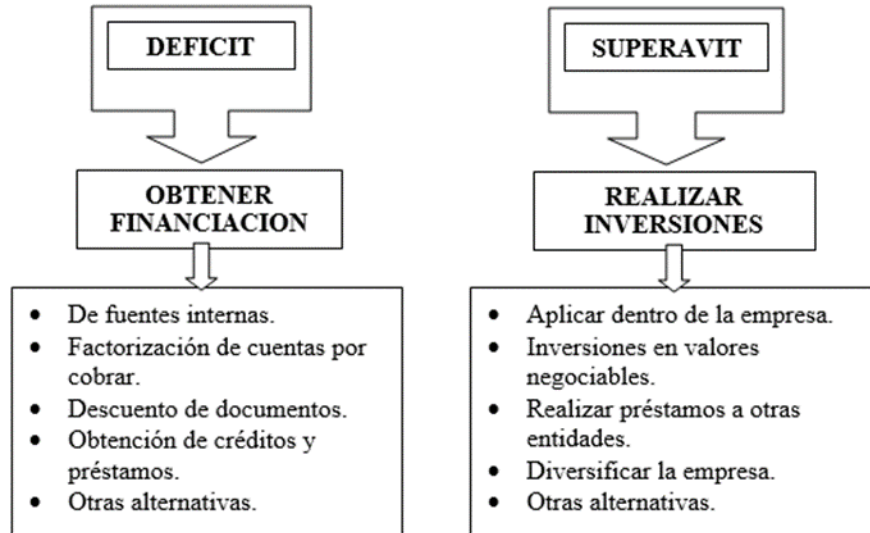 DEFICIT
OBTENER
FINANCIACION
• De fuentes internas.
• Factorización de cuentas por
cobrar.
• Descuento de documentos.
• Obtención de créditos y
préstamos.
• Otras alternativas.
SUPERAVIT
REALIZAR
INVERSIONES
• Aplicar dentro de la empresa.
• Inversiones en valores
negociables.
• Realizar préstamos a otras
entidades.
• Diversificar la empresa.
• Otras alternativas.